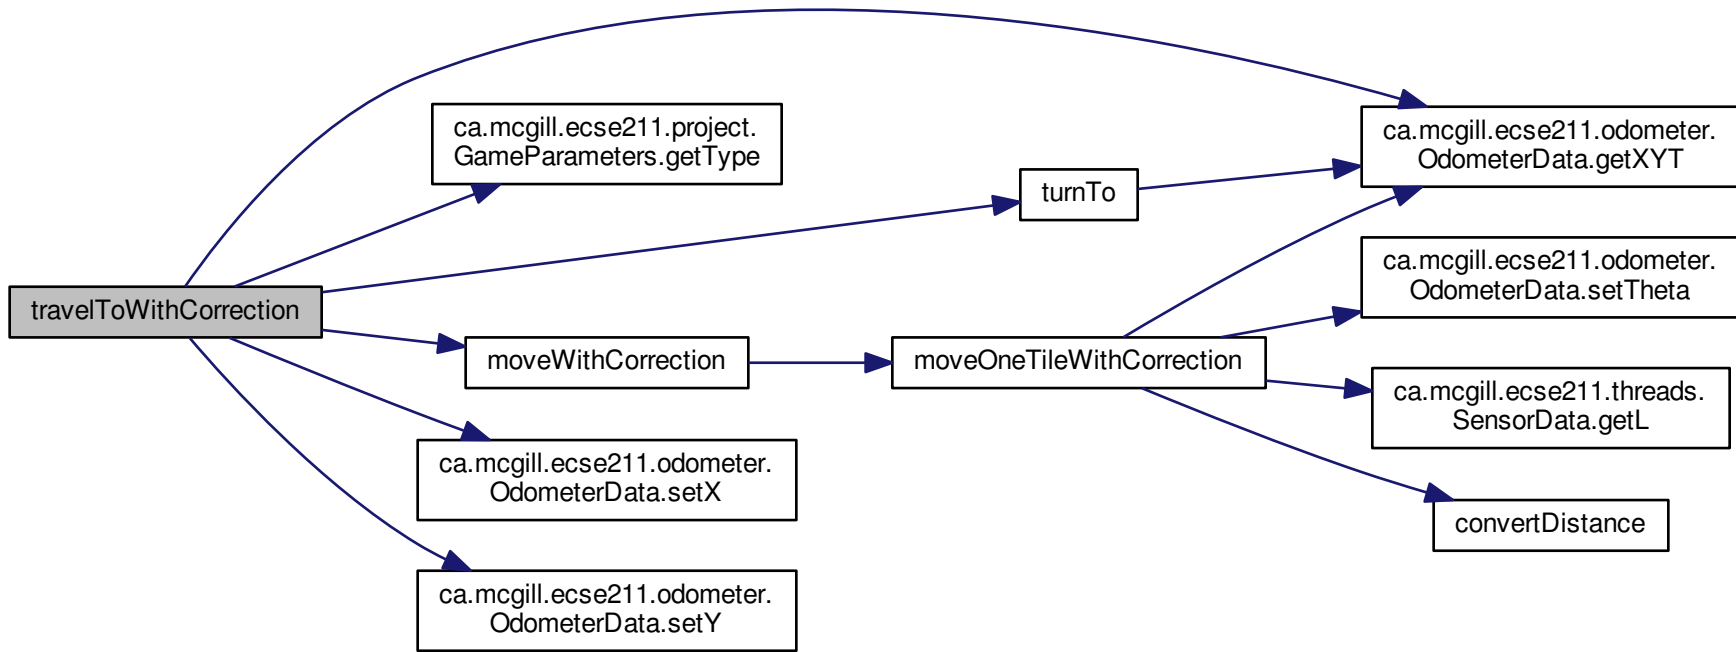 travelToWithCorrection
ca.mcgill.ecse211.project.
GameParameters.getType
turnTo
ca.mcgill.ecse211.odometer.
OdometerData.getXYT
moveWithCorrection
moveOneTileWithCorrection
ca.mcgill.ecse211.odometer.
OdometerData.setTheta
ca.mcgill.ecse211.threads.
SensorData.getL
convertDistance
ca.mcgill.ecse211.odometer.
OdometerData.setX
ca.mcgill.ecse211.odometer.
OdometerData.setY